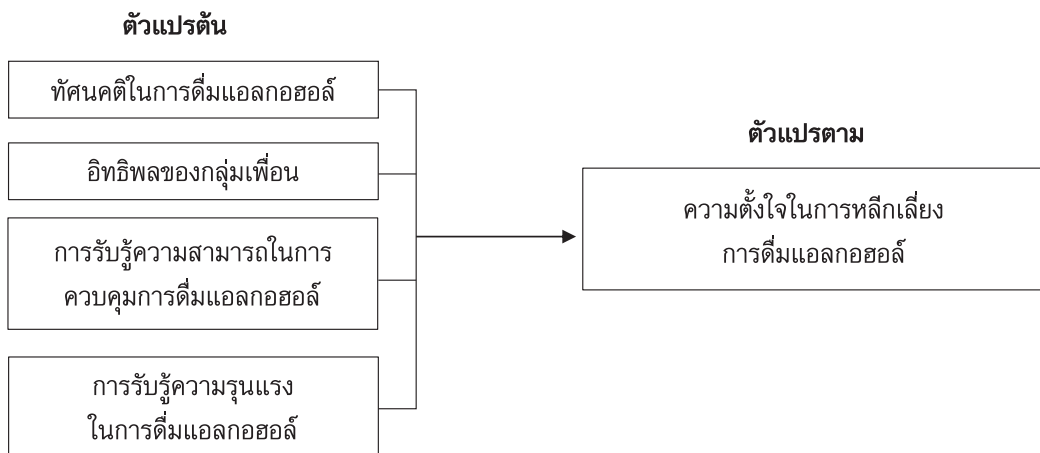 ตัวแปรต้น
ทัศนคติในการดื่มแอลกอฮอล์
อิทธิพลของกลุ่มเพื่อน
การรับรู้ความสามารถในการ
ควบคุมการดื่มแอลกอฮอล์
การรับรู้ความรุนแรง
ในการดื่มแอลกอฮอล์
ตัวแปรตาม
ความตั้งใจในการหลีกเลี่ยง
การดื่มแอลกอฮอล์